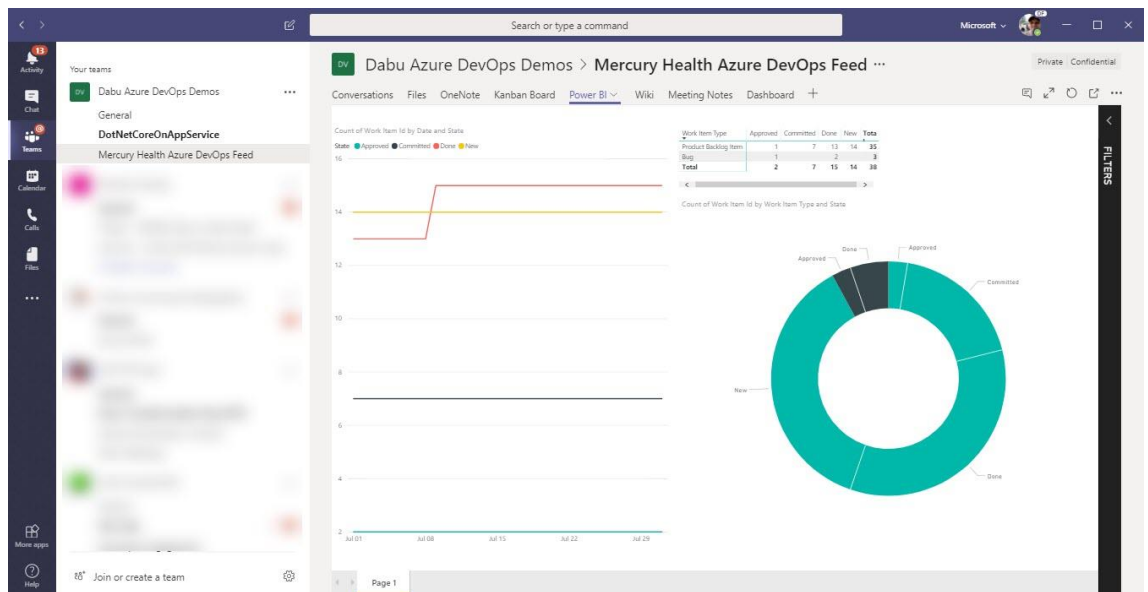 Search or type a command
Microsoft
DP
13
Activity
Chat
Teams
Calendar
Calls
Files
More apps
Help
Your teams
DV Dabu Azure DevOps Demos
General
DotNetCoreOnAppService
Mercury Health Azure DevOps Feed
Join or create a team
DV Dabu Azure DevOps Demos > Mercury Health Azure DevOps Feed
Private Confidential
Conversations Files OneNote Kanban Board Power BI Wiki Meeting Notes Dashboard
Count of Work Item Id by Date and State
State Approved Committed Done New
16
14
12
10
8
6
4
2
Jul 01 Jul 08 Jul 15 Jul 22 Jul 29
Work Item Type Approved Committed Done New Tota
Product Backlog Item 1 7 13 14 35
Bug 1 2 3
Total 2 7 15 14 38
Count of Work Item Id by Work Item Type and State
Done Approved
Approved
Committed
New
Done
FILTERS
Page 1